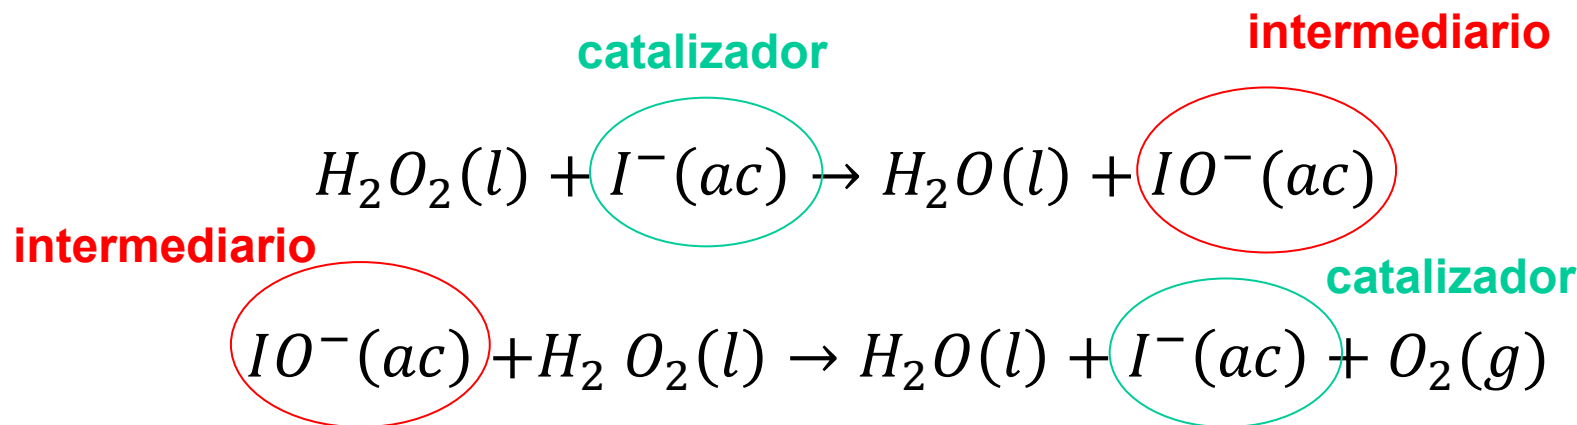 intermediario
catalizador
H₂O₂(l) + I⁻(ac) → H₂O(l) + IO⁻(ac)
intermediario
catalizador
IO⁻(ac) +H₂ O₂(l) → H₂O(l) + I⁻(ac) + O₂(g)